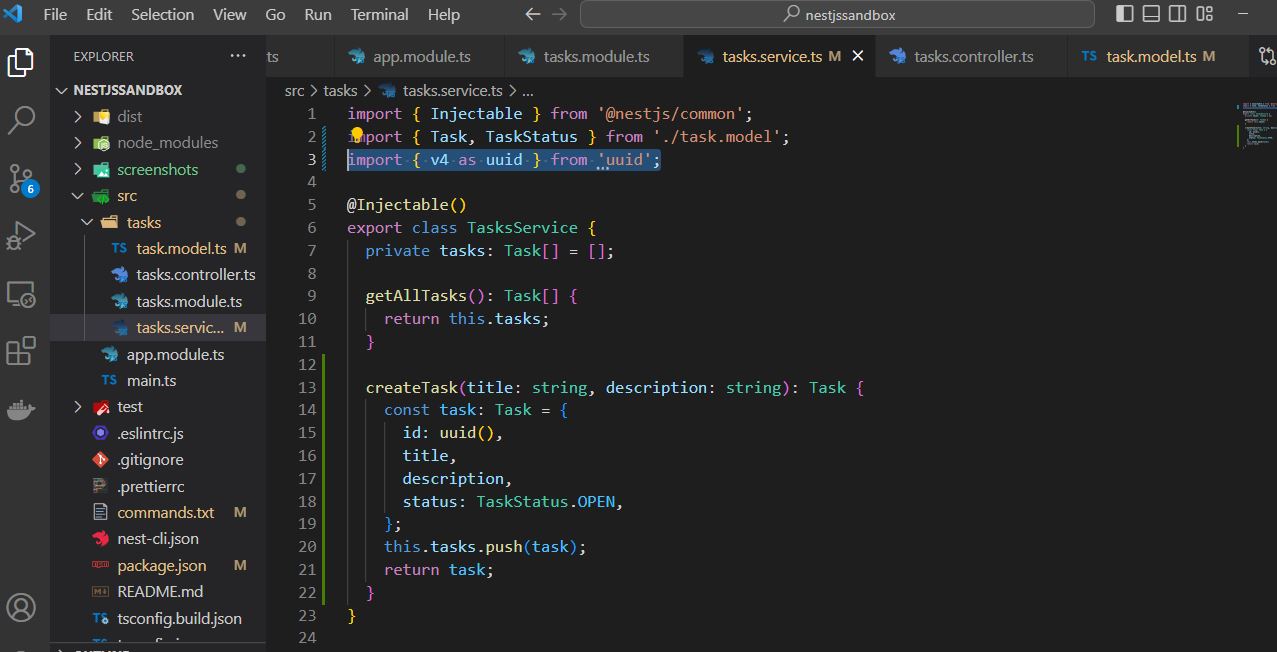 File Edit Selection View Go Run Terminal Help nestjssandbox
EXPLORER ... ts app.module.ts tasks.module.ts tasks.service.ts M tasks.controller.ts TS task.model.ts M
src > tasks > tasks.service.ts > ...
NESTJSSANDBOX
dist
node_modules
screenshots
6
src
tasks
TS task.model.ts M
tasks.controller.ts
tasks.module.ts
tasks.servic... M
app.module.ts
TS main.ts
test
.eslintrc.js
.gitignore
.prettierrc
commands.txt M
nest-cli.json
package.json M
README.md
TS tsconfig.build.json
1 import { Injectable } from '@nestjs/common';
2 import { Task, TaskStatus } from './task.model';
3 import { v4 as uuid } from 'uuid';
4
5 @Injectable()
6 export class TasksService {
7 private tasks: Task[] = [];
8
9 getAllTasks(): Task[] {
10 return this.tasks;
11 }
12
13 createTask(title: string, description: string): Task {
14 const task: Task = {
15 id: uuid(),
16 title,
17 description,
18 status: TaskStatus.OPEN,
19 };
20 this.tasks.push(task);
21 return task;
22 }
23 }
24